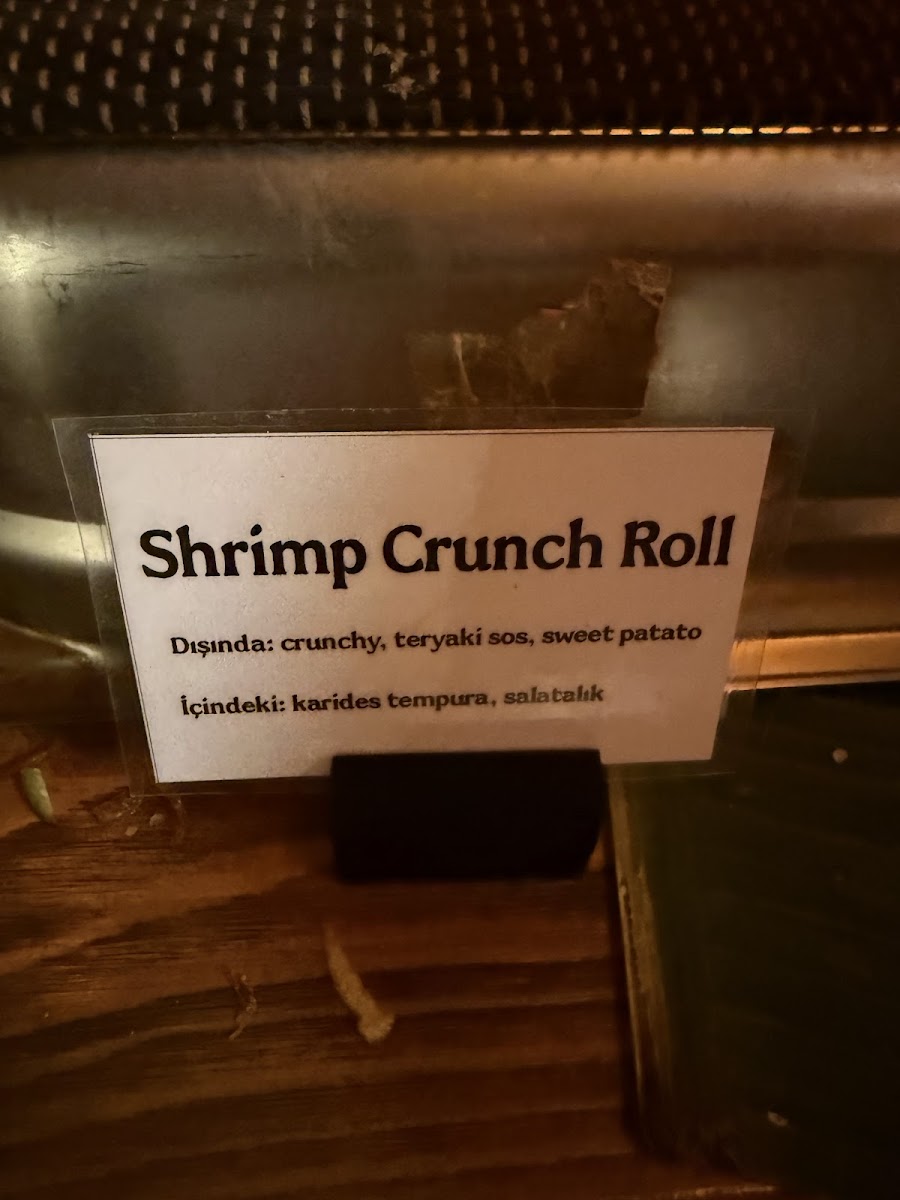 Shrimp Crunch Roll
Dışında: crunchy, teryaki sos, sweet patato
İçindeki: karides tempura, salatalık